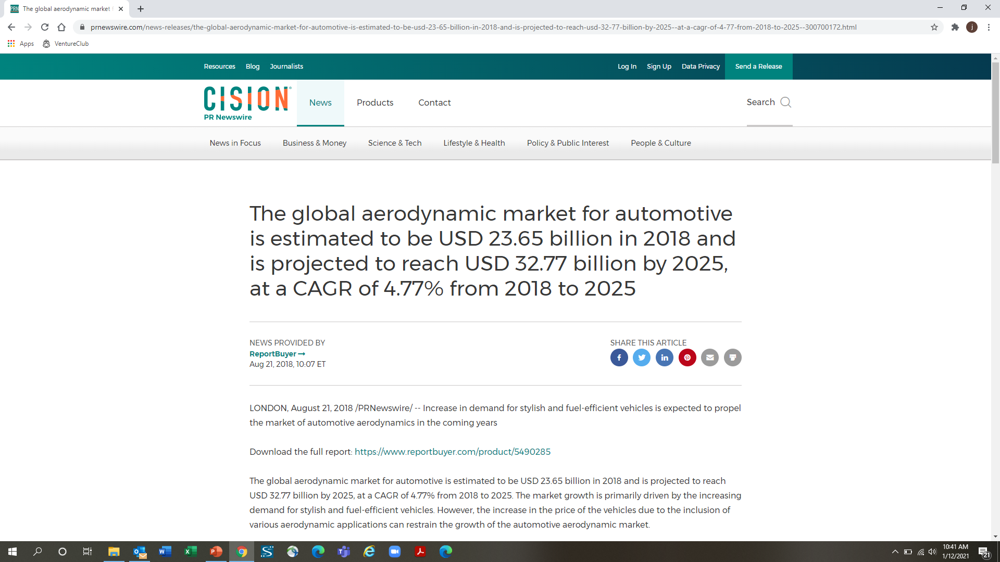 PRN The global aerodynamic market f
prnewswire.com/news-releases/the-global-aerodynamic-market-for-automotive-is-estimated-to-be-usd-23-65-billion-in-2018-and-is-projected-to-reach-usd-32-77-billion-by-2025--at-a-cagr-of-4-77-from-2018-to-2025--300700172.html
j
Apps VentureClub
Resources Blog Journalists Log In Sign Up Data Privacy Send a Release
CISION®
PR Newswire
News Products Contact Search
News in Focus Business & Money Science & Tech Lifestyle & Health Policy & Public Interest People & Culture
The global aerodynamic market for automotive
is estimated to be USD 23.65 billion in 2018 and
is projected to reach USD 32.77 billion by 2025,
at a CAGR of 4.77% from 2018 to 2025
NEWS PROVIDED BY
ReportBuyer →
Aug 21, 2018, 10:07 ET
SHARE THIS ARTICLE
LONDON, August 21, 2018 /PRNewswire/ -- Increase in demand for stylish and fuel-efficient vehicles is expected to propel
the market of automotive aerodynamics in the coming years
Download the full report: https://www.reportbuyer.com/product/5490285
The global aerodynamic market for automotive is estimated to be USD 23.65 billion in 2018 and is projected to reach
USD 32.77 billion by 2025, at a CAGR of 4.77% from 2018 to 2025. The market growth is primarily driven by the increasing
demand for stylish and fuel-efficient vehicles. However, the increase in the price of the vehicles due to the inclusion of
various aerodynamic applications can restrain the growth of the automotive aerodynamic market.
10:41 AM
1/12/2021
21